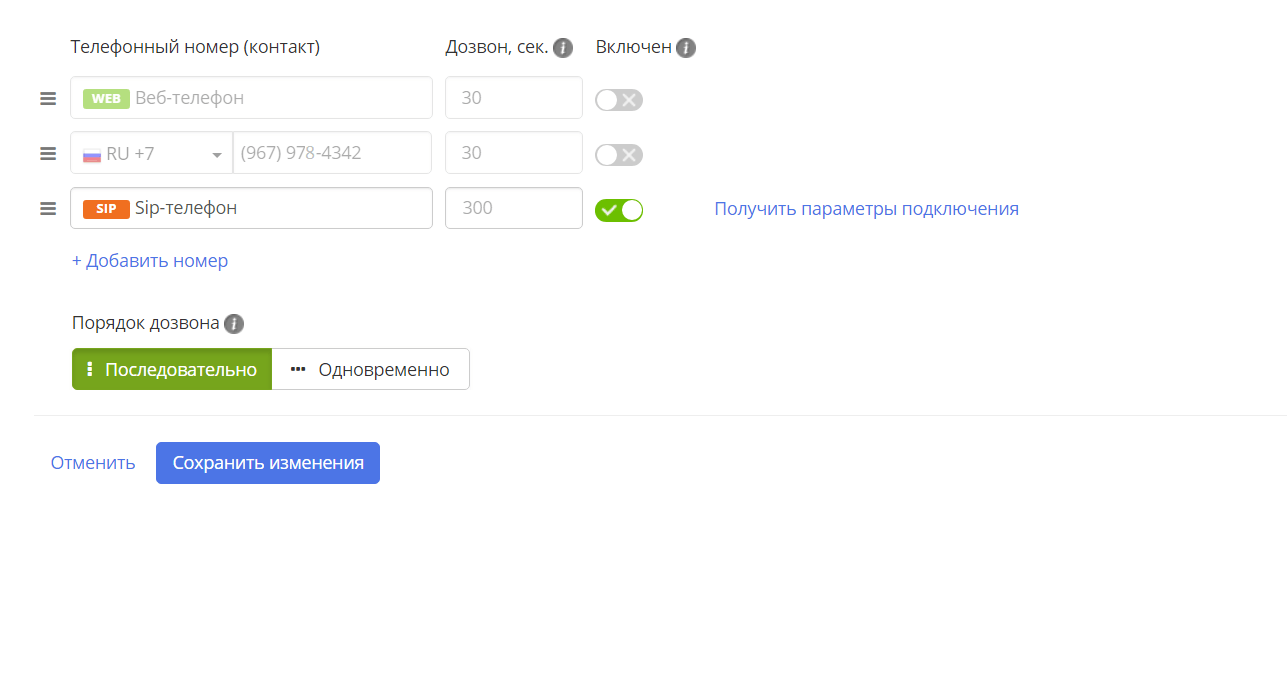 Телефонный номер (контакт) Дозвон, сек. i Включен i
WEB Веб-телефон 30
RU +7 (967) 978-4342 30
SIP Sip-телефон 300 Получить параметры подключения
+ Добавить номер
Порядок дозвона i
Последовательно Одновременно
Отменить Сохранить изменения